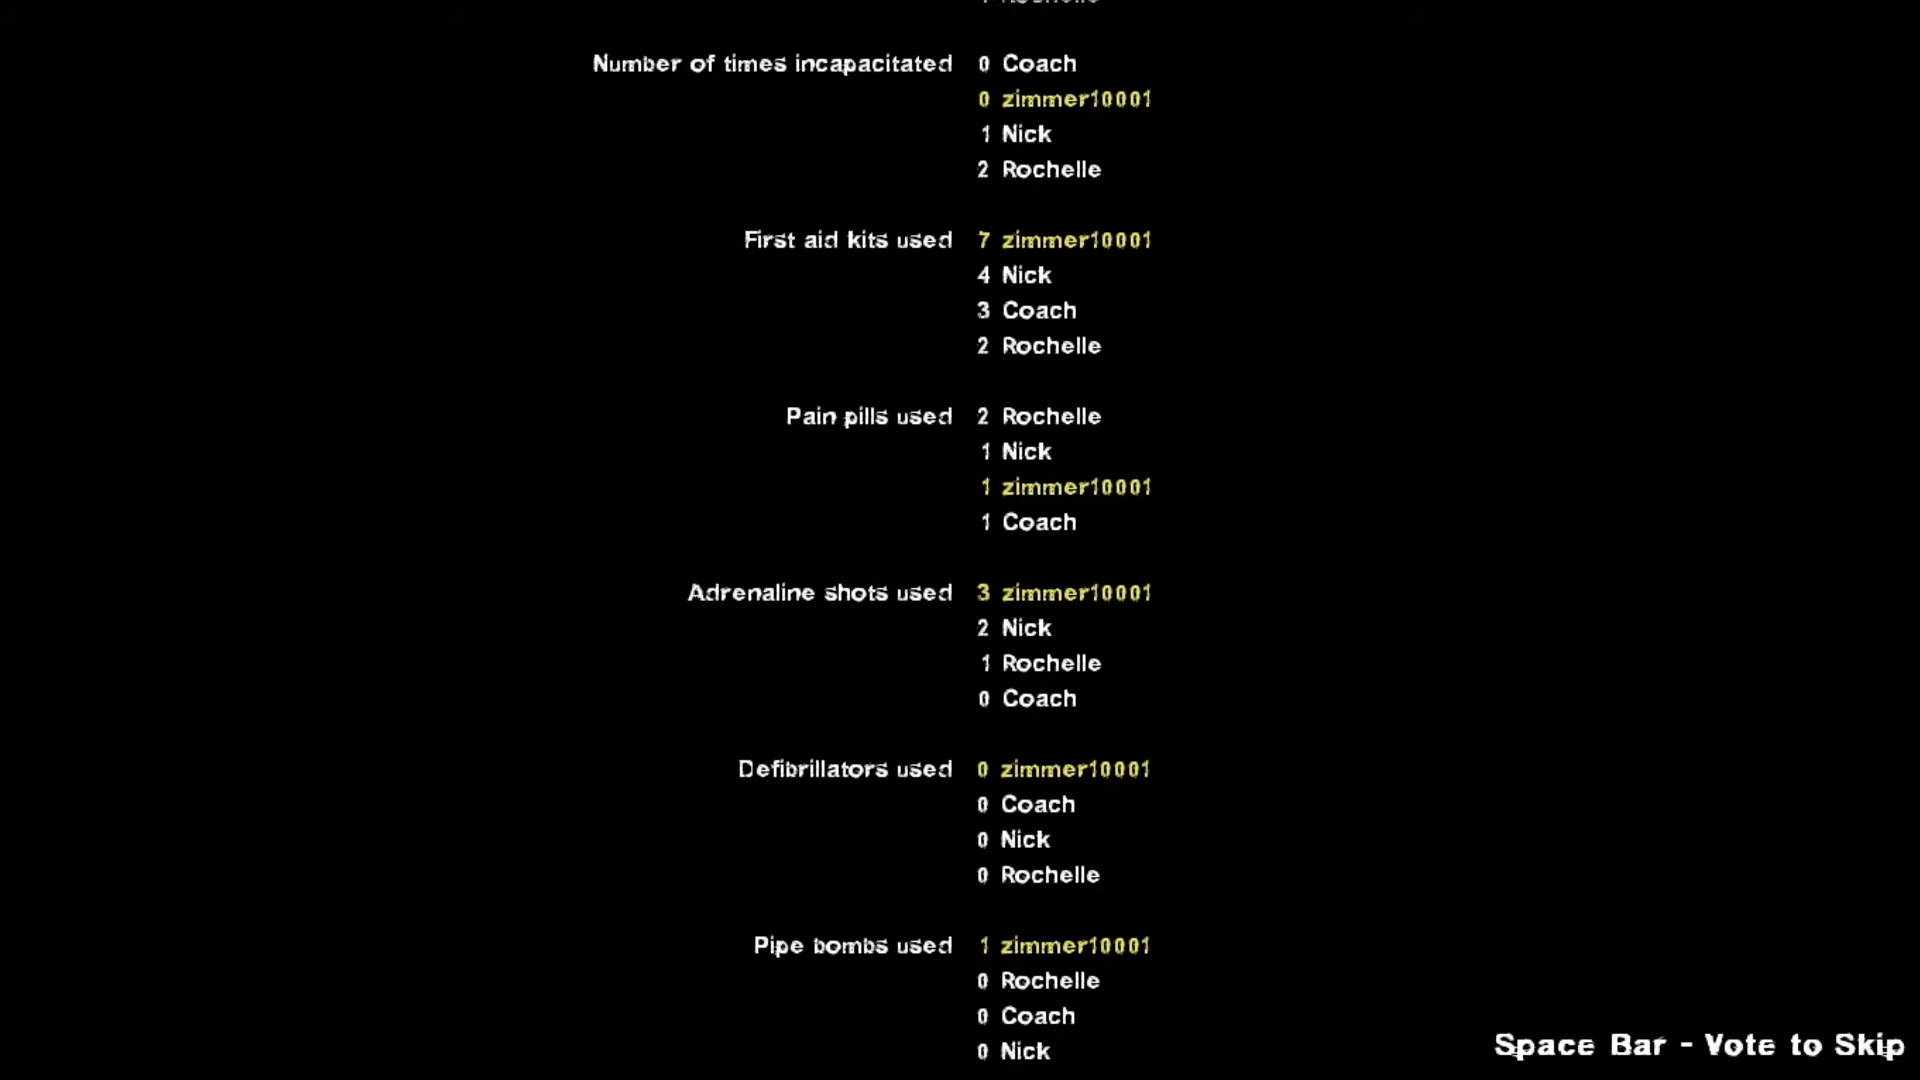 Number of times incapacitated 0 Coach
0 zimmer10001
1 Nick
2 Rochelle
First aid kits used 7 zimmer10001
4 Nick
3 Coach
2 Rochelle
Pain pills used 2 Rochelle
1 Nick
1 zimmer10001
1 Coach
Adrenaline shots used 3 zimmer10001
2 Nick
1 Rochelle
0 Coach
Defibrillators used 0 zimmer10001
0 Coach
0 Nick
0 Rochelle
Pipe bombs used 1 zimmer10001
0 Rochelle
0 Coach
0 Nick
Space Bar - Vote to Skip